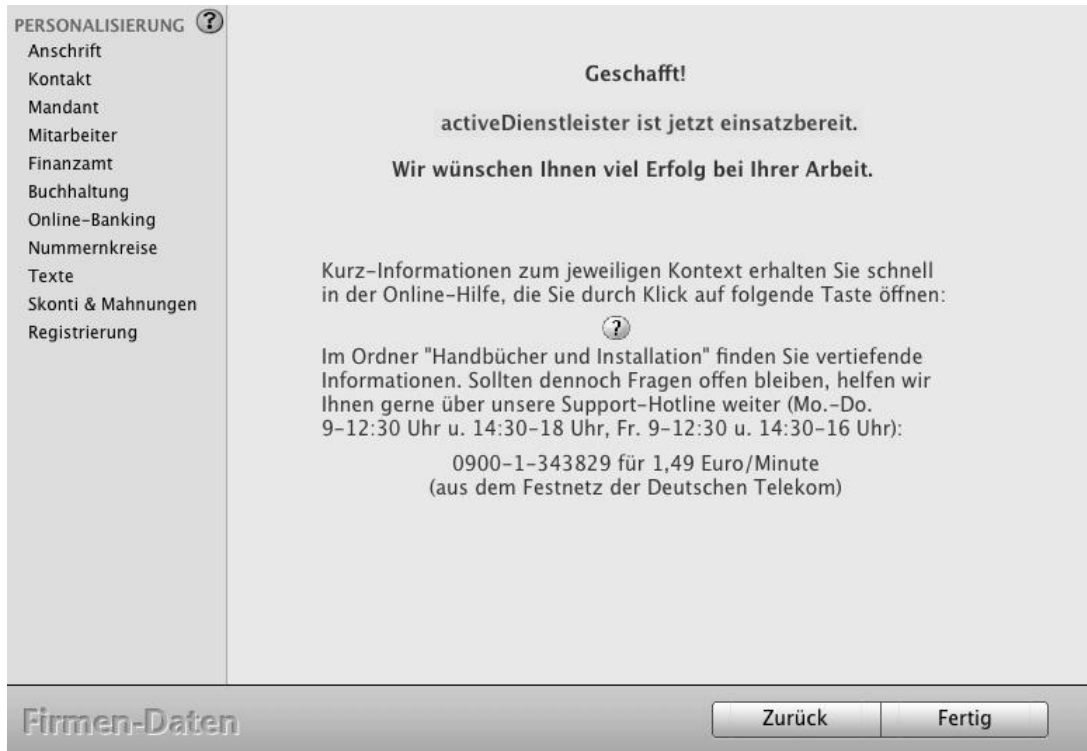 PERSONALISIERUNG ?
Anschrift
Kontakt
Mandant
Mitarbeiter
Finanzamt
Buchhaltung
Online-Banking
Nummernkreise
Texte
Skonti & Mahnungen
Registrierung
Geschafft!
activeDienstleister ist jetzt einsatzbereit.
Wir wünschen Ihnen viel Erfolg bei Ihrer Arbeit.
Kurz-Informationen zum jeweiligen Kontext erhalten Sie schnell
in der Online-Hilfe, die Sie durch Klick auf folgende Taste öffnen:
?
Im Ordner "Handbücher und Installation" finden Sie vertiefende
Informationen. Sollten dennoch Fragen offen bleiben, helfen wir
Ihnen gerne über unsere Support-Hotline weiter (Mo.-Do.
9-12:30 Uhr u. 14:30-18 Uhr, Fr. 9-12:30 u. 14:30-16 Uhr):
0900-1-343829 für 1,49 Euro/Minute
(aus dem Festnetz der Deutschen Telekom)
Firmen-Daten
Zurück
Fertig